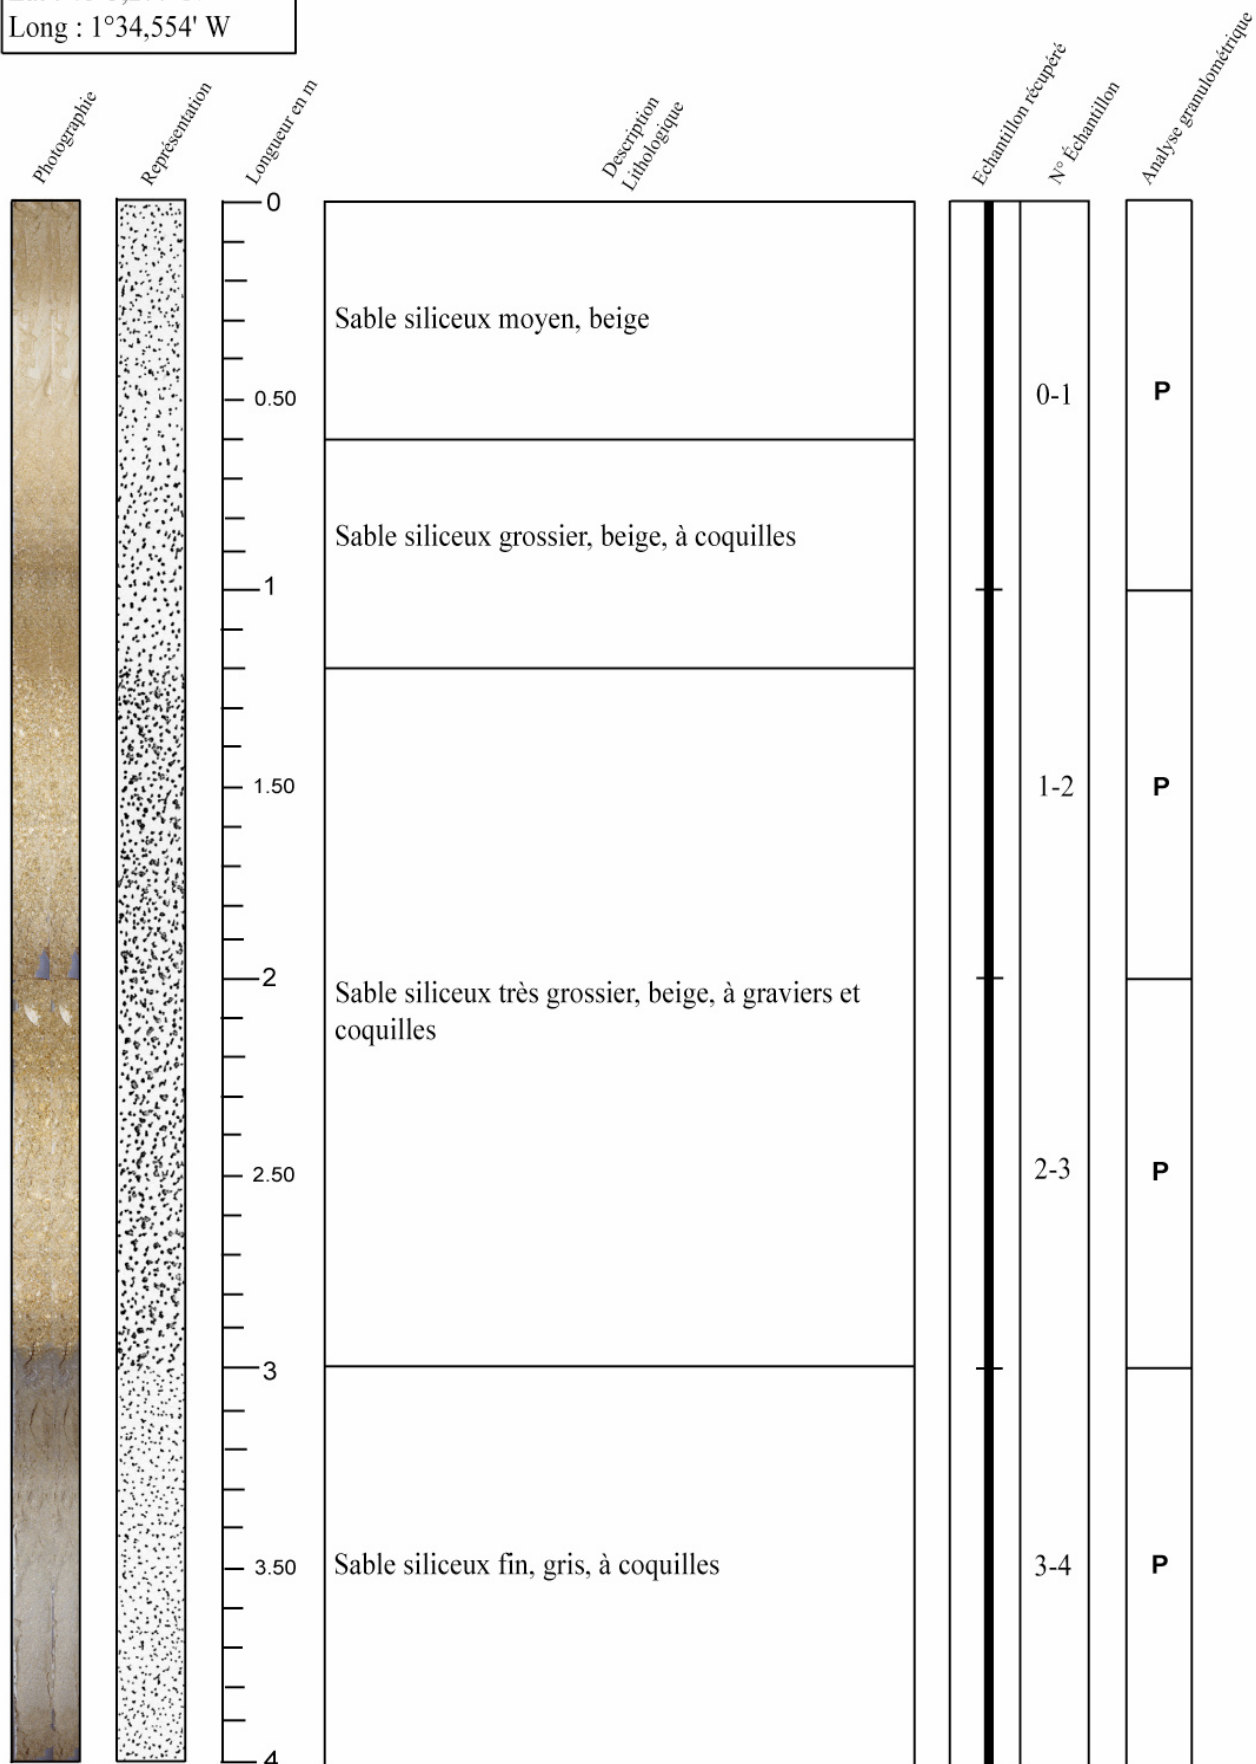 Long : 1°34,554' W
Photographie
Représentation
Longueur en m
Description
Lithologique
Echantillon récupéré
N° Échantillon
Analyse granulométrique
0
Sable siliceux moyen, beige
0.50
0-1
P
Sable siliceux grossier, beige, à coquilles
1
1.50
1-2
P
2
Sable siliceux très grossier, beige, à graviers et
coquilles
2.50
2-3
P
3
3.50
Sable siliceux fin, gris, à coquilles
3-4
P
4